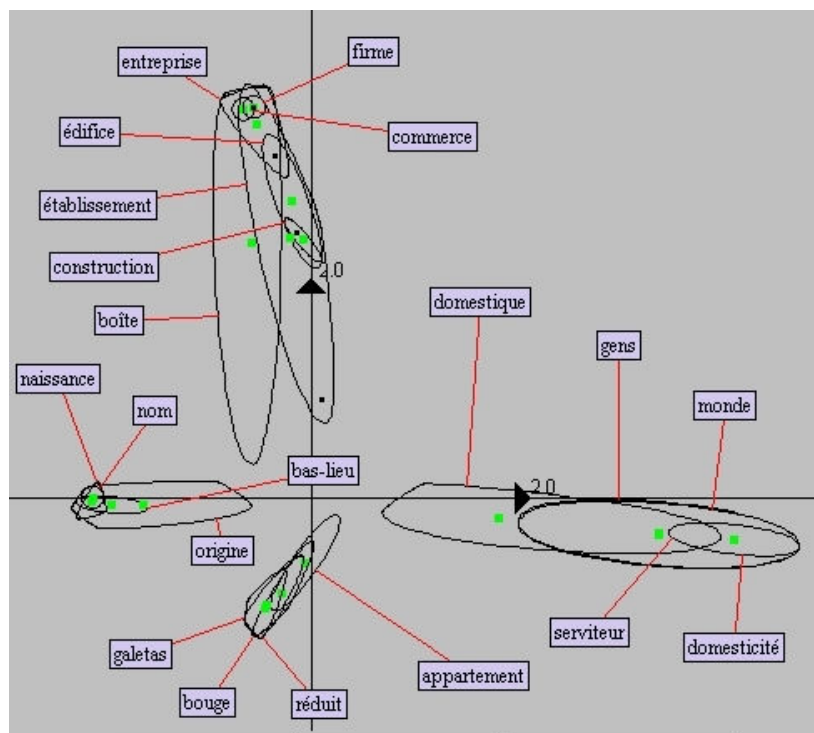 firme
entreprise
édifice
commerce
établissement
construction
2.0
domestique
boîte
gens
naissance
monde
nom
bas-lieu
2.0
origine
serviteur
domesticité
galetas
appartement
bouge
réduit